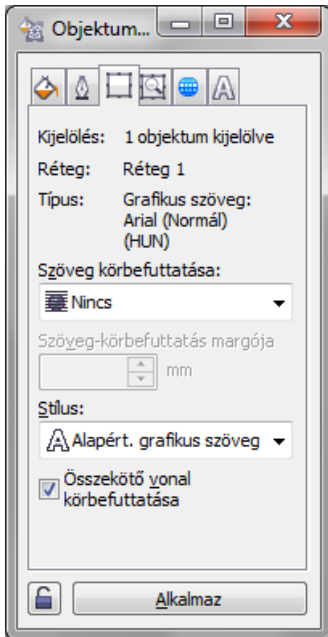 Objektum...
Kijelölés: 1 objektum kijelölve
Réteg: Réteg 1
Típus: Grafikus szöveg:
Arial (Normál)
(HUN)
Szöveg körbefuttatása:
Nincs
Szöveg-körbefuttatás margója
mm
Stílus:
Alapért. grafikus szöveg
Összekötő vonal
körbefuttatása
Alkalmaz